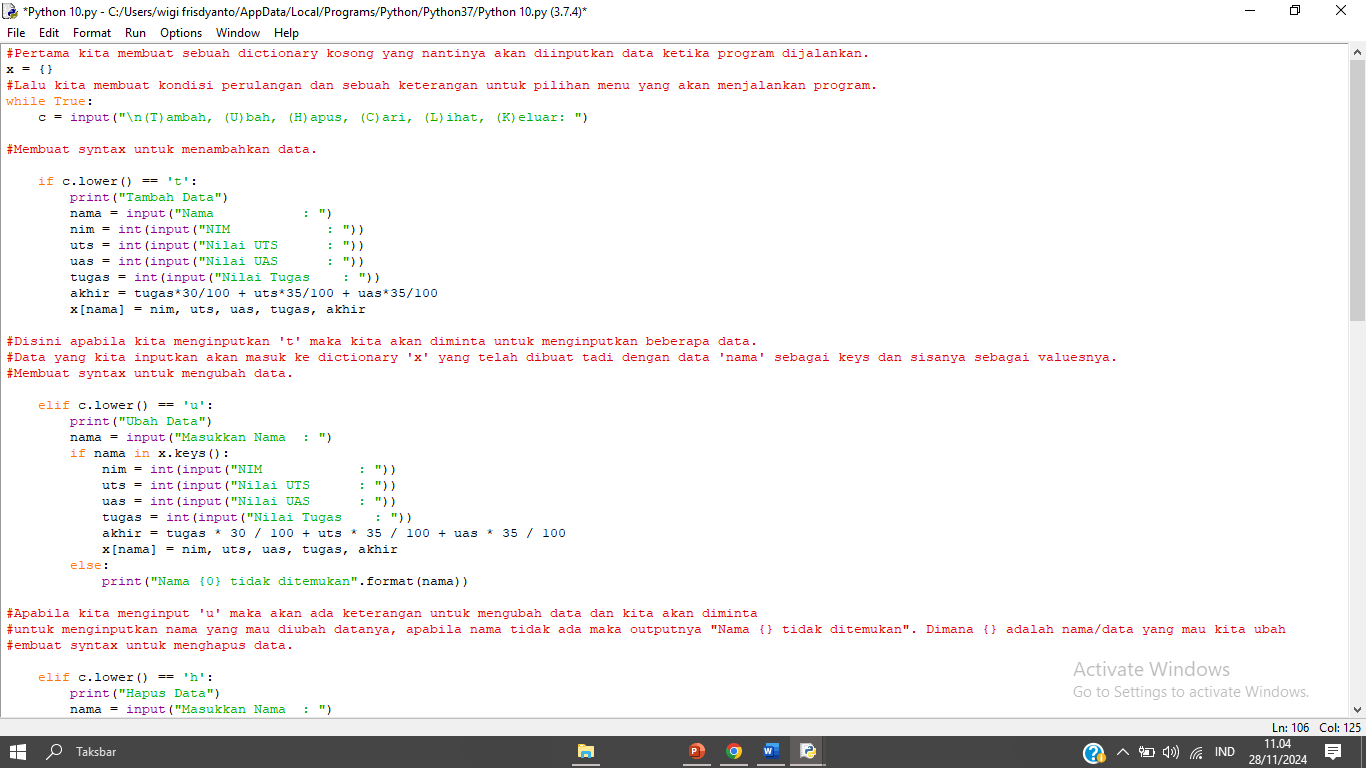 *Python 10.py - C:/Users/wigi frisdyanto/AppData/Local/Programs/Python/Python37/Python 10.py (3.7.4)*
File Edit Format Run Options Window Help
#Pertama kita membuat sebuah dictionary kosong yang nantinya akan diinputkan data ketika program dijalankan.
x = {}
#Lalu kita membuat kondisi perulangan dan sebuah keterangan untuk pilihan menu yang akan menjalankan program.
while True:
    c = input("\n(T)ambah, (U)bah, (H)apus, (C)ari, (L)ihat, (K)eluar: ")
#Membuat syntax untuk menambahkan data.
    if c.lower() == 't':
        print("Tambah Data")
        nama = input("Nama           : ")
        nim = int(input("NIM            : "))
        uts = int(input("Nilai UTS      : "))
        uas = int(input("Nilai UAS      : "))
        tugas = int(input("Nilai Tugas    : "))
        akhir = tugas*30/100 + uts*35/100 + uas*35/100
        x[nama] = nim, uts, uas, tugas, akhir
#Disini apabila kita menginputkan 't' maka kita akan diminta untuk menginputkan beberapa data.
#Data yang kita inputkan akan masuk ke dictionary 'x' yang telah dibuat tadi dengan data 'nama' sebagai keys dan sisanya sebagai valuesnya.
#Membuat syntax untuk mengubah data.
    elif c.lower() == 'u':
        print("Ubah Data")
        nama = input("Masukkan Nama  : ")
        if nama in x.keys():
            nim = int(input("NIM            : "))
            uts = int(input("Nilai UTS      : "))
            uas = int(input("Nilai UAS      : "))
            tugas = int(input("Nilai Tugas    : "))
            akhir = tugas * 30 / 100 + uts * 35 / 100 + uas * 35 / 100
            x[nama] = nim, uts, uas, tugas, akhir
        else:
            print("Nama {0} tidak ditemukan".format(nama))
#Apabila kita menginput 'u' maka akan ada keterangan untuk mengubah data dan kita akan diminta
#untuk menginputkan nama yang mau diubah datanya, apabila nama tidak ada maka outputnya "Nama {} tidak ditemukan". Dimana {} adalah nama/data yang mau kita ubah
#embuat syntax untuk menghapus data.
    elif c.lower() == 'h':
        print("Hapus Data")
        nama = input("Masukkan Nama  : ")
Activate Windows
Go to Settings to activate Windows.
Ln: 106 Col: 125
Taksbar
IND
11.04
28/11/2024